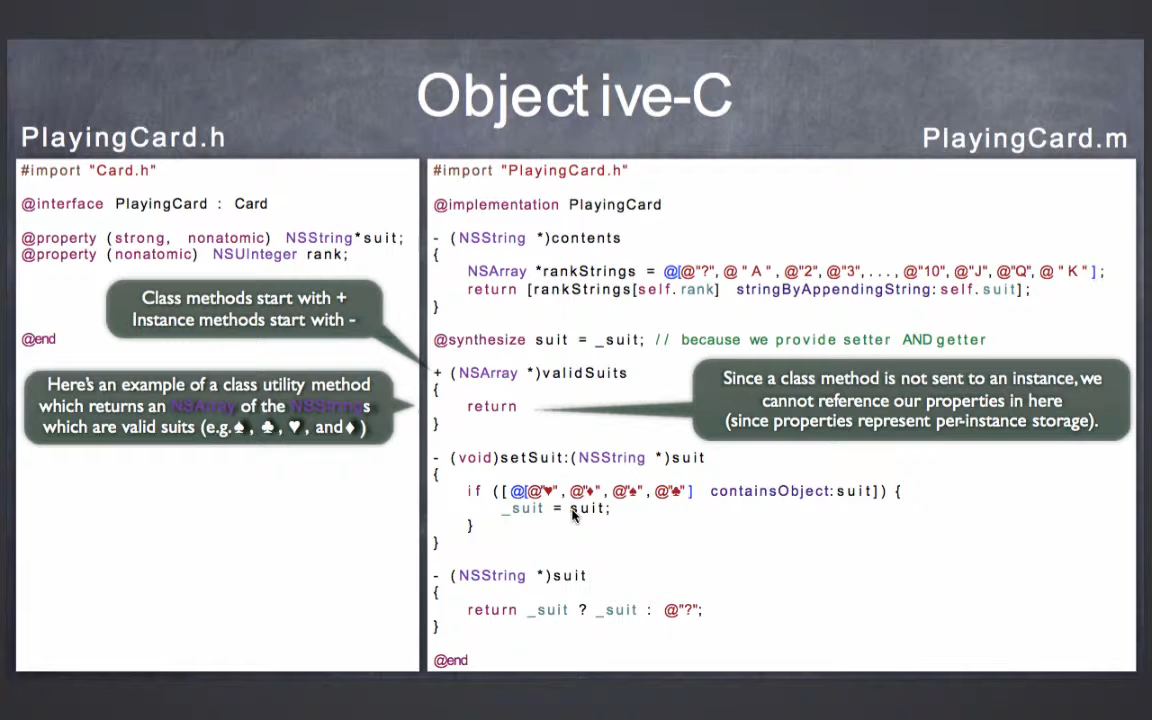 Objective-C
PlayingCard.h
PlayingCard.m
#import "Card.h"
@interface PlayingCard : Card
@property (strong, nonatomic) NSString *suit;
@property (nonatomic) NSUInteger rank;
@end
Class methods start with +
Instance methods start with -
Here's an example of a class utility method
which returns an NSArray of the NSStrings
which are valid suits (e.g. ♠, ♣, ♥, and ♦)
#import "PlayingCard.h"
@implementation PlayingCard
- (NSString *)contents
{
NSArray *rankStrings = @[@"?", @"A", @"2", @"3",..., @"10", @"J", @"Q", @"K"];
return [rankStrings[self.rank] stringByAppendingString:self.suit];
}
@synthesize suit = _suit; // because we provide setter AND getter
+ (NSArray *)validSuits
{
return
}
Since a class method is not sent to an instance, we
cannot reference our properties in here
(since properties represent per-instance storage).
- (void)setSuit:(NSString *)suit
{
if ([@[@"♥", @"♦", @"♠", @"♣"] containsObject:suit]) {
_suit = suit;
}
}
- (NSString *)suit
{
return _suit ? _suit : @"?";
}
@end